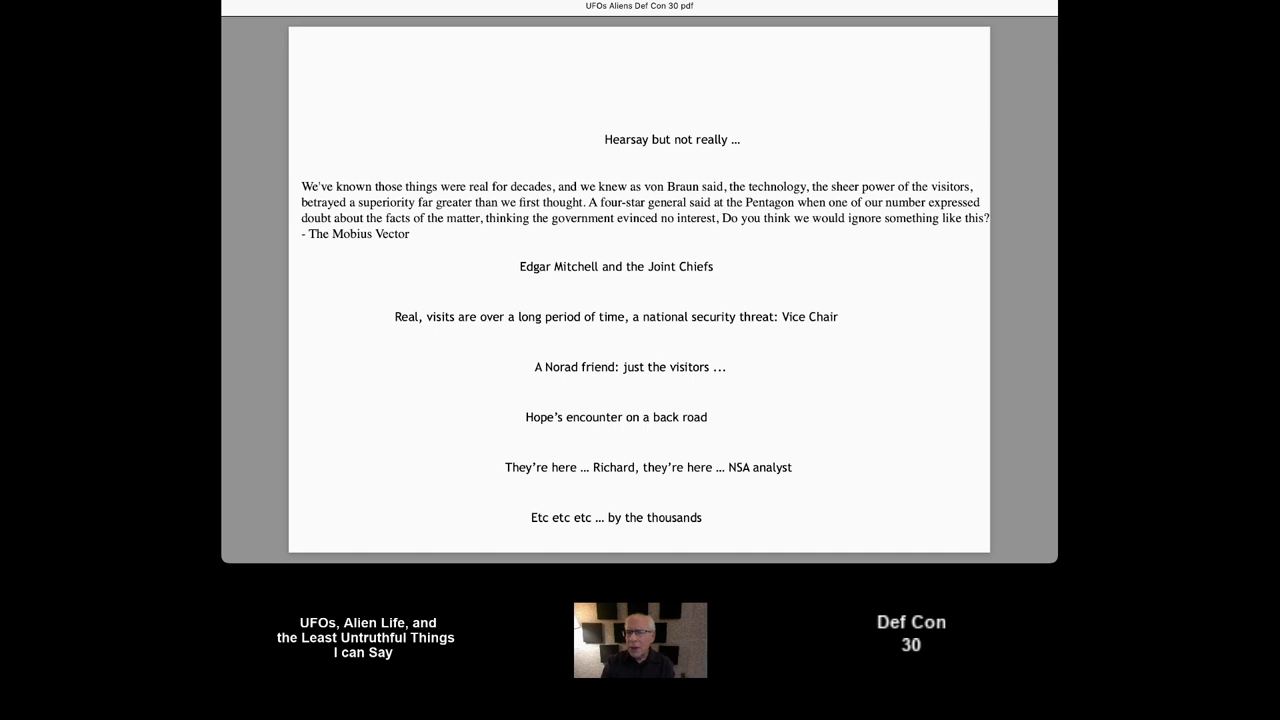 UFOs Aliens Def Con 30 pdf
Hearsay but not really …
We've known those things were real for decades, and we knew as von Braun said, the technology, the sheer power of the visitors,
betrayed a superiority far greater than we first thought. A four-star general said at the Pentagon when one of our number expressed
doubt about the facts of the matter, thinking the government evinced no interest, Do you think we would ignore something like this?
- The Mobius Vector
Edgar Mitchell and the Joint Chiefs
Real, visits are over a long period of time, a national security threat: Vice Chair
A Norad friend: just the visitors ...
Hope’s encounter on a back road
They’re here … Richard, they’re here … NSA analyst
Etc etc etc … by the thousands
UFOs, Alien Life, and
the Least Untruthful Things
I can Say
Def Con
30